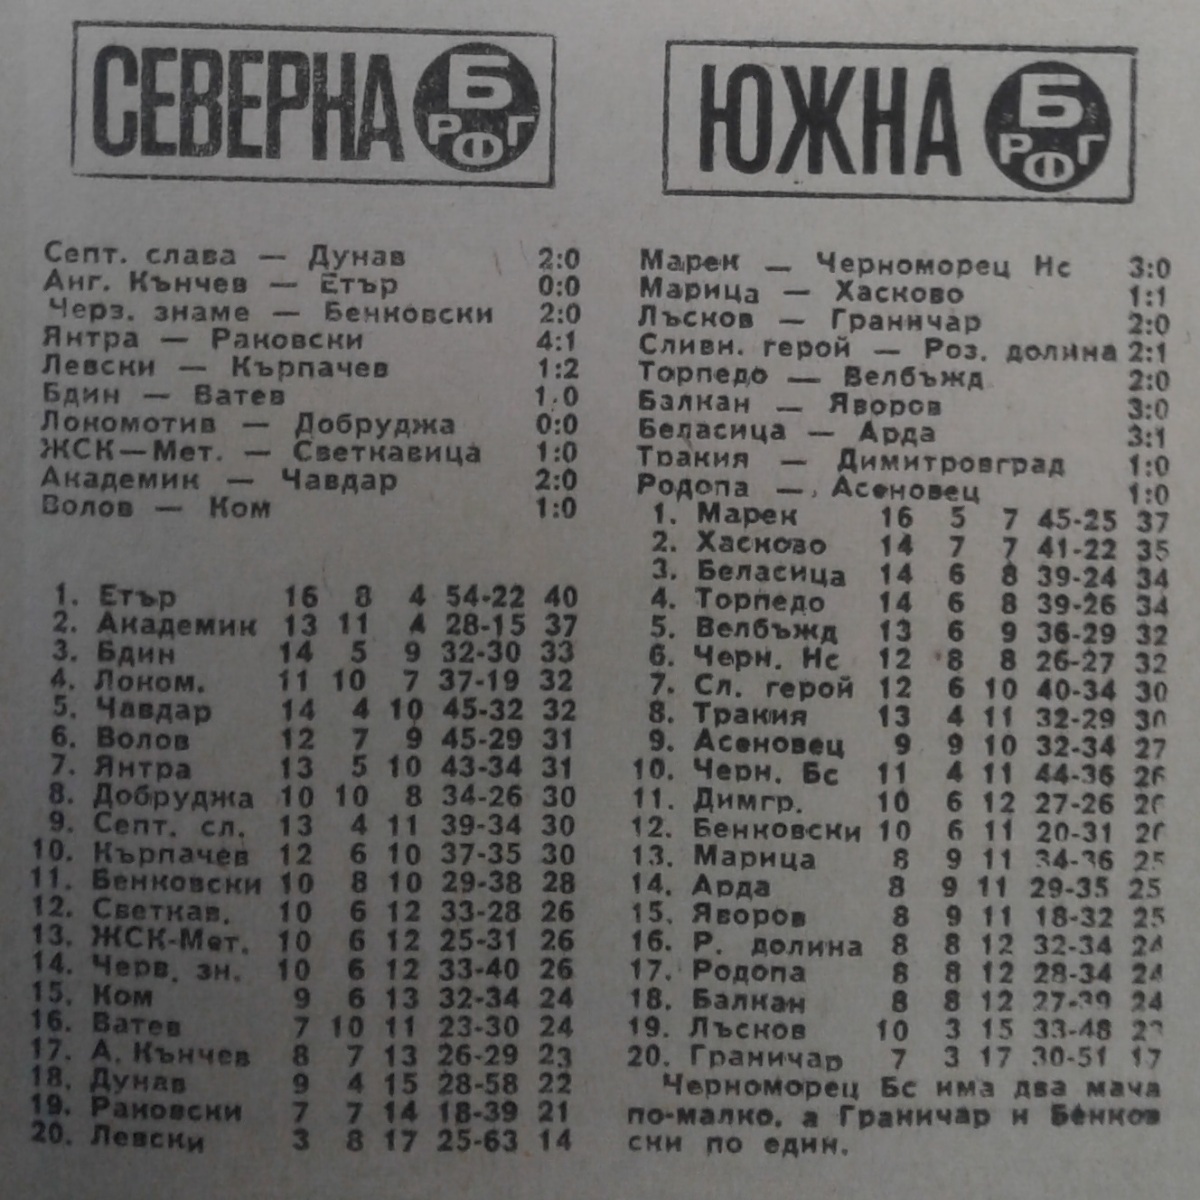 СЕВЕРНА Б РФГ
Септ. слава — Дунав 2:0
Анг. Кънчев — Етър 0:0
Черз. знаме — Бенковски 2:0
Янтра — Раковски 4:1
Левски — Кърпачев 1:2
Бдин — Ватев 1.0
Локомотив — Добруджа 0:0
ЖСК—Мет. — Светкавица 1:0
Академик — Чавдар 2:0
Волов — Ком 1:0
1. Етър 16 8 4 54-22 40
2. Академик 13 11 4 28-15 37
3. Бдин 14 5 9 32-30 33
4. Локом. 11 10 7 37-19 32
5. Чавдар 14 4 10 45-32 32
6. Волов 12 7 9 45-29 31
7. Янтра 13 5 10 43-34 31
8. Добруджа 10 10 8 34-26 30
9. Септ. сл. 13 4 11 39-34 30
10. Кърпачев 12 6 10 37-35 30
11. Бенковски 10 8 10 29-38 28
12. Светкав. 10 6 12 33-28 26
13. ЖСК-Мет. 10 6 12 25-31 26
14. Черв. зн. 10 6 12 33-40 26
15. Ком 9 6 13 32-34 24
16. Ватев 7 10 11 23-30 24
17. А. Кънчев 8 7 13 26-29 23
18. Дунав 9 4 15 28-58 22
19. Раковски 7 7 14 18-39 21
20. Левски 3 8 17 25-63 14
ЮЖНА Б РФГ
Марек — Черноморец Нс 3:0
Марица — Хасково 1:1
Лъсков — Граничар 2:0
Сливн. герой — Роз. долина 2:1
Торпедо — Велбъжд 2:0
Балкан — Яворов 3:0
Беласица — Арда 3:1
Тракия — Димитровград 1:0
Родопа — Асеновец 1:0
1. Марек 16 5 7 45-25 37
2. Хасково 14 7 7 41-22 35
3. Беласица 14 6 8 39-24 34
4. Торпедо 14 6 8 39-26 34
5. Велбъжд 13 6 9 36-29 32
6. Черн. Нс 12 8 8 26-27 32
7. Сл. герой 12 6 10 40-34 30
8. Тракия 13 4 11 32-29 30
9. Асеновец 9 9 10 32-34 27
10. Черн. Бс 11 4 11 44-36 26
11. Димгр. 10 6 12 27-26
12. Бенковски 10 6 11 20-31
13. Марица 8 9 11 34-36 25
14. Арда 8 9 11 29-35 25
15. Яворов 8 9 11 18-32 25
16. Р. долина 8 8 12 32-34 24
17. Родопа 8 8 12 28-34 24
18. Балкан 8 8 12 27-39 24
19. Лъсков 10 3 15 33-48
20. Граничар 7 3 17 30-51 17
Черноморец Бс има два мача
по-малко, а Граничар и Бенков
ски по един.